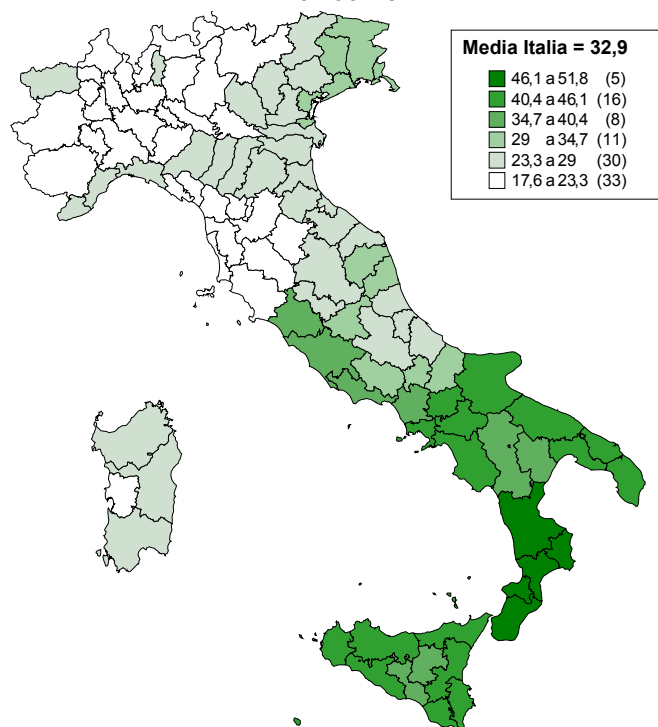 Media Italia = 32,9
46,1 a 51,8 (5)
40,4 a 46,1 (16)
34,7 a 40,4 (8)
29 a 34,7 (11)
23,3 a 29 (30)
17,6 a 23,3 (33)